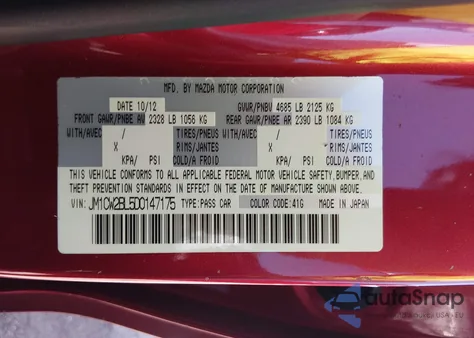 MFD. BY MAZDA MOTOR CORPORATION
DATE 10/12 GVWR/PNBV 4685 LB 2125 KG
FRONT GAWR/PNBE AV 2328 LB 1056 KG REAR GAWR/PNBE AR 2390 LB 1084 KG
WITH/AVEC / TIRES/PNEUS WITH/AVEC / TIRES/PNEUS
X RIMS/JANTES X RIMS/JANTES
KPA/ PSI COLD/A FROID KPA/ PSI COLD/A FROID
THIS VEHICLE CONFORMS TO ALL APPLICABLE FEDERAL MOTOR VEHICLE SAFETY, BUMPER, AND
THEFT PREVENTION STANDARDS IN EFFECT ON THE DATE OF MANUFACTURE SHOWN ABOVE.
VIN: JM1CW2BL5D0147175 TYPE: PASS CAR COLOR CODE: 41G MADE IN JAPAN
AutoSnap
USA - EU